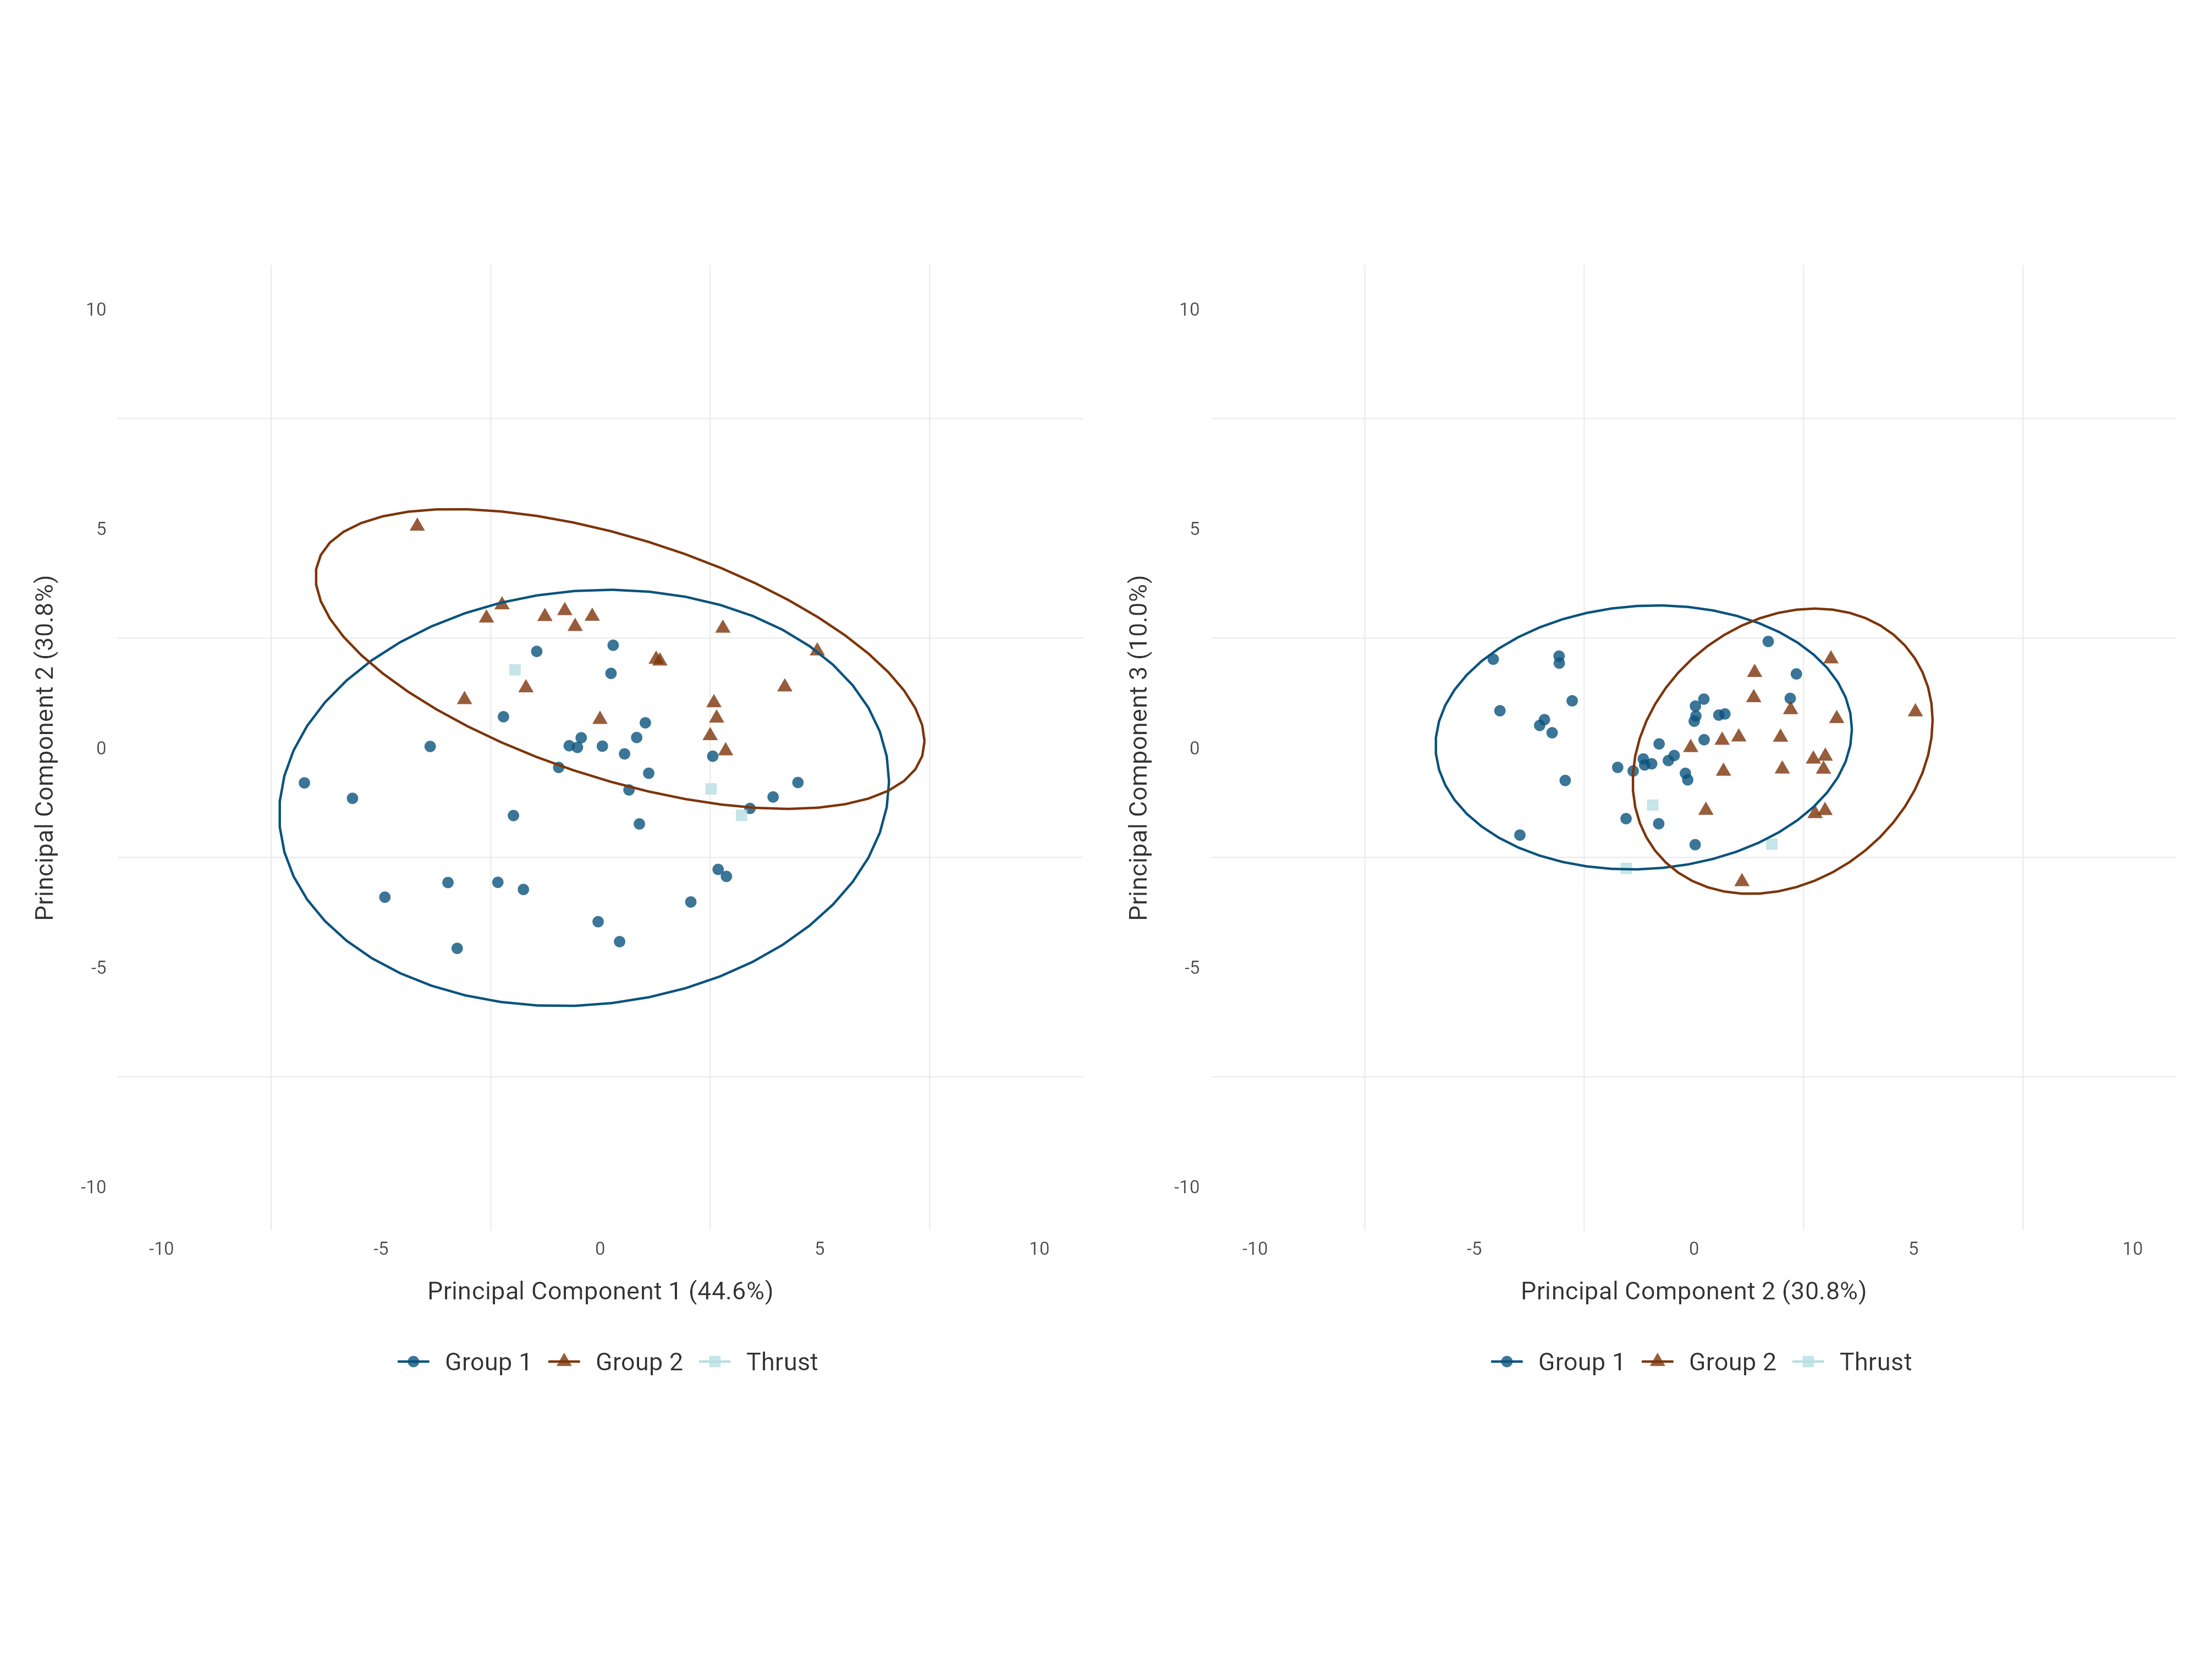 10
5
0
-5
-10
Principal Component 2 (30.8%)
-10 -5 0 5 10
Principal Component 1 (44.6%)
Group 1 Group 2 Thrust
10
5
0
-5
-10
Principal Component 3 (10.0%)
-10 -5 0 5 10
Principal Component 2 (30.8%)
Group 1 Group 2 Thrust